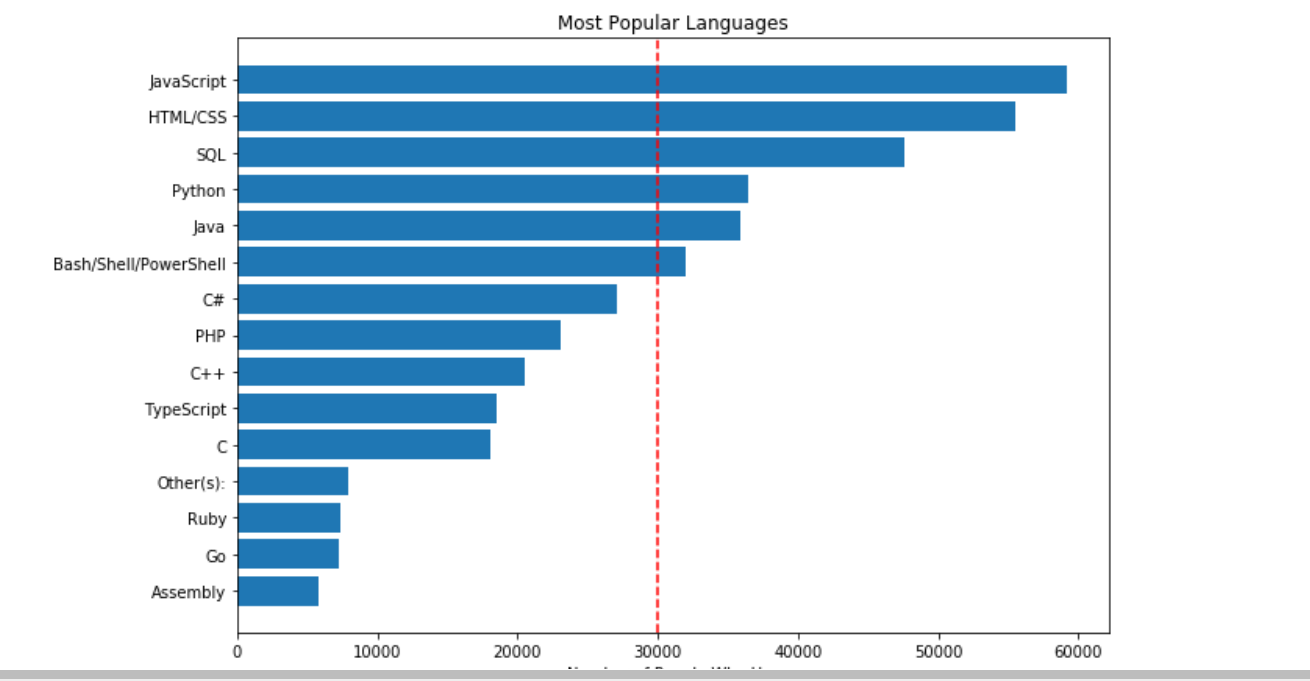 Most Popular Languages
JavaScript
HTML/CSS
SQL
Python
Java
Bash/Shell/PowerShell
C#
PHP
C++
TypeScript
C
Other(s):
Ruby
Go
Assembly
0 10000 20000 30000 40000 50000 60000